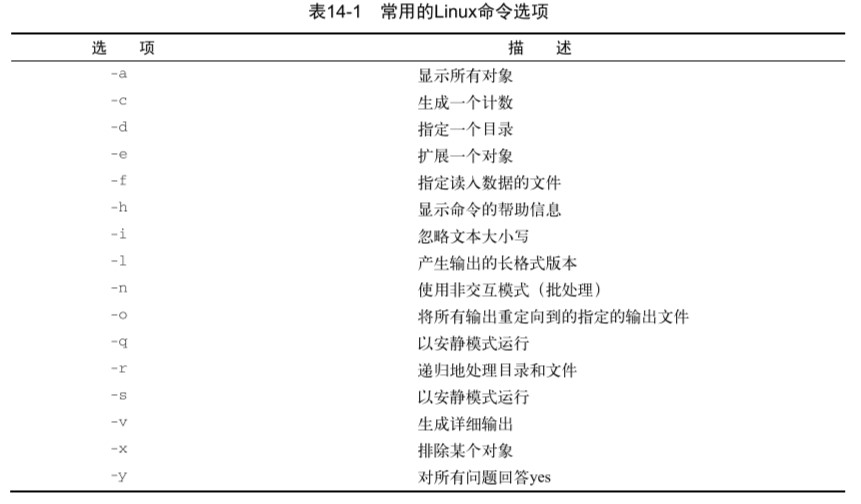 表14-1 常用的Linux命令选项
选 项 描 述
-a 显示所有对象
-c 生成一个计数
-d 指定一个目录
-e 扩展一个对象
-f 指定读入数据的文件
-h 显示命令的帮助信息
-i 忽略文本大小写
-l 产生输出的长格式版本
-n 使用非交互模式（批处理）
-o 将所有输出重定向到的指定的输出文件
-q 以安静模式运行
-r 递归地处理目录和文件
-s 以安静模式运行
-v 生成详细输出
-x 排除某个对象
-y 对所有问题回答yes